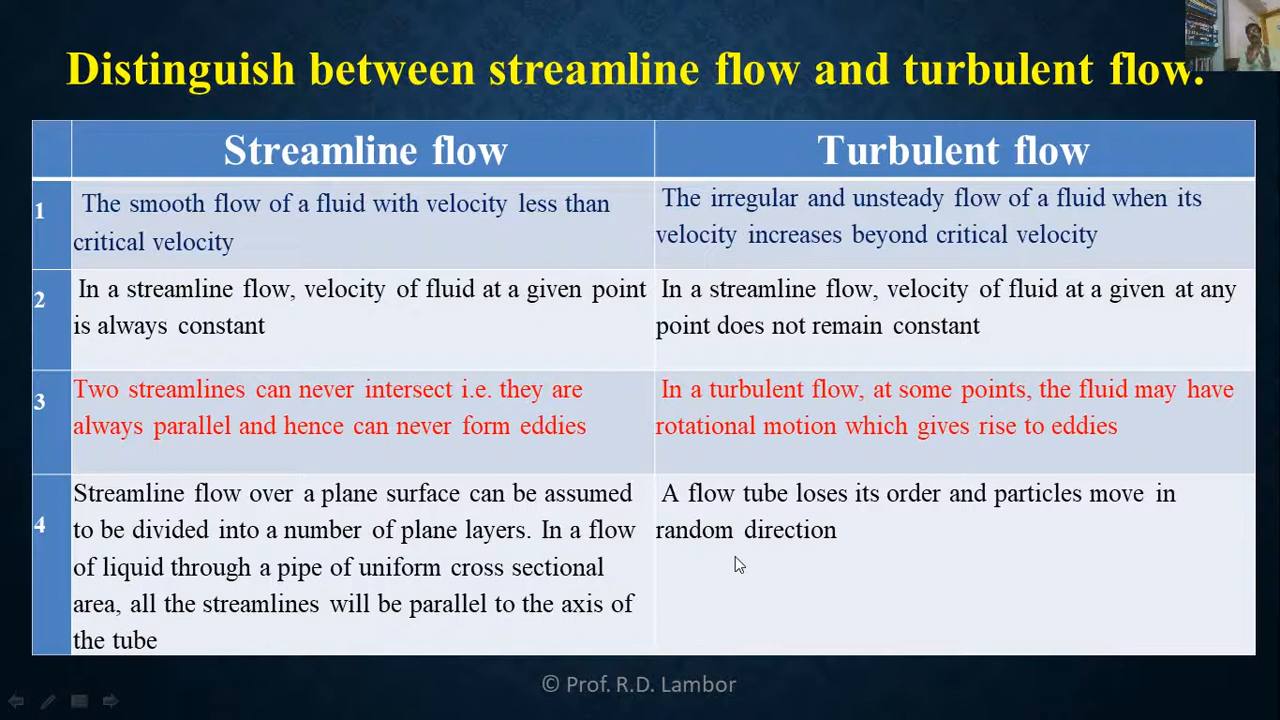 Distinguish between streamline flow and turbulent flow.
Streamline flow
Turbulent flow
1
The smooth flow of a fluid with velocity less than
critical velocity
The irregular and unsteady flow of a fluid when its
velocity increases beyond critical velocity
2
In a streamline flow, velocity of fluid at a given point
is always constant
In a streamline flow, velocity of fluid at a given at any
point does not remain constant
3
Two streamlines can never intersect i.e. they are
always parallel and hence can never form eddies
In a turbulent flow, at some points, the fluid may have
rotational motion which gives rise to eddies
4
Streamline flow over a plane surface can be assumed
to be divided into a number of plane layers. In a flow
of liquid through a pipe of uniform cross sectional
area, all the streamlines will be parallel to the axis of
the tube
A flow tube loses its order and particles move in
random direction
© Prof. R.D. Lambor